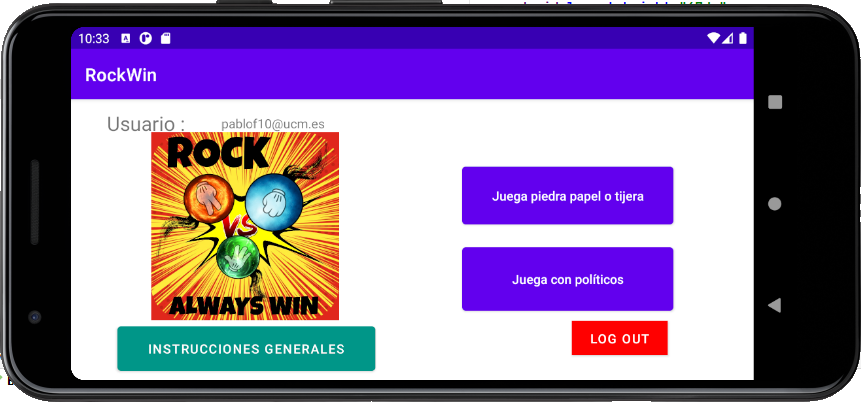 10:33
RockWin
Usuario :
pablof10@ucm.es
ROCK
VS
ALWAYS WIN
Juega piedra papel o tijera
Juega con políticos
INSTRUCCIONES GENERALES
LOG OUT